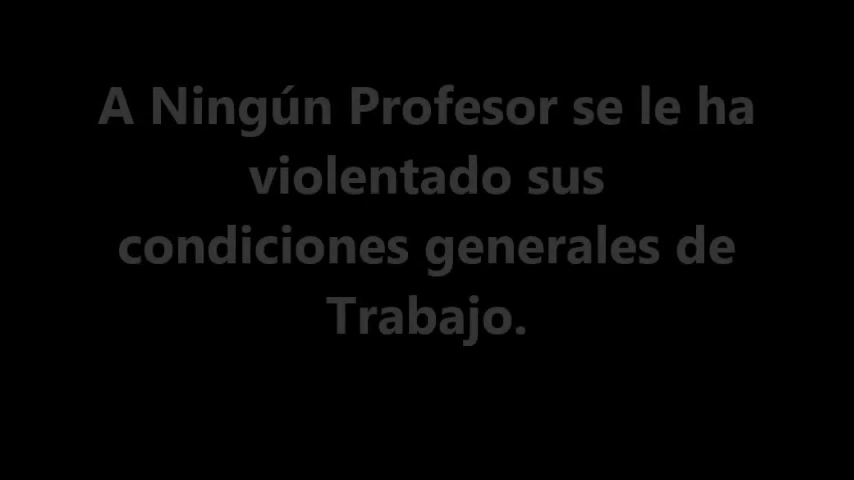 A Ningún Profesor se le ha
violentado sus
condiciones generales de
Trabajo.